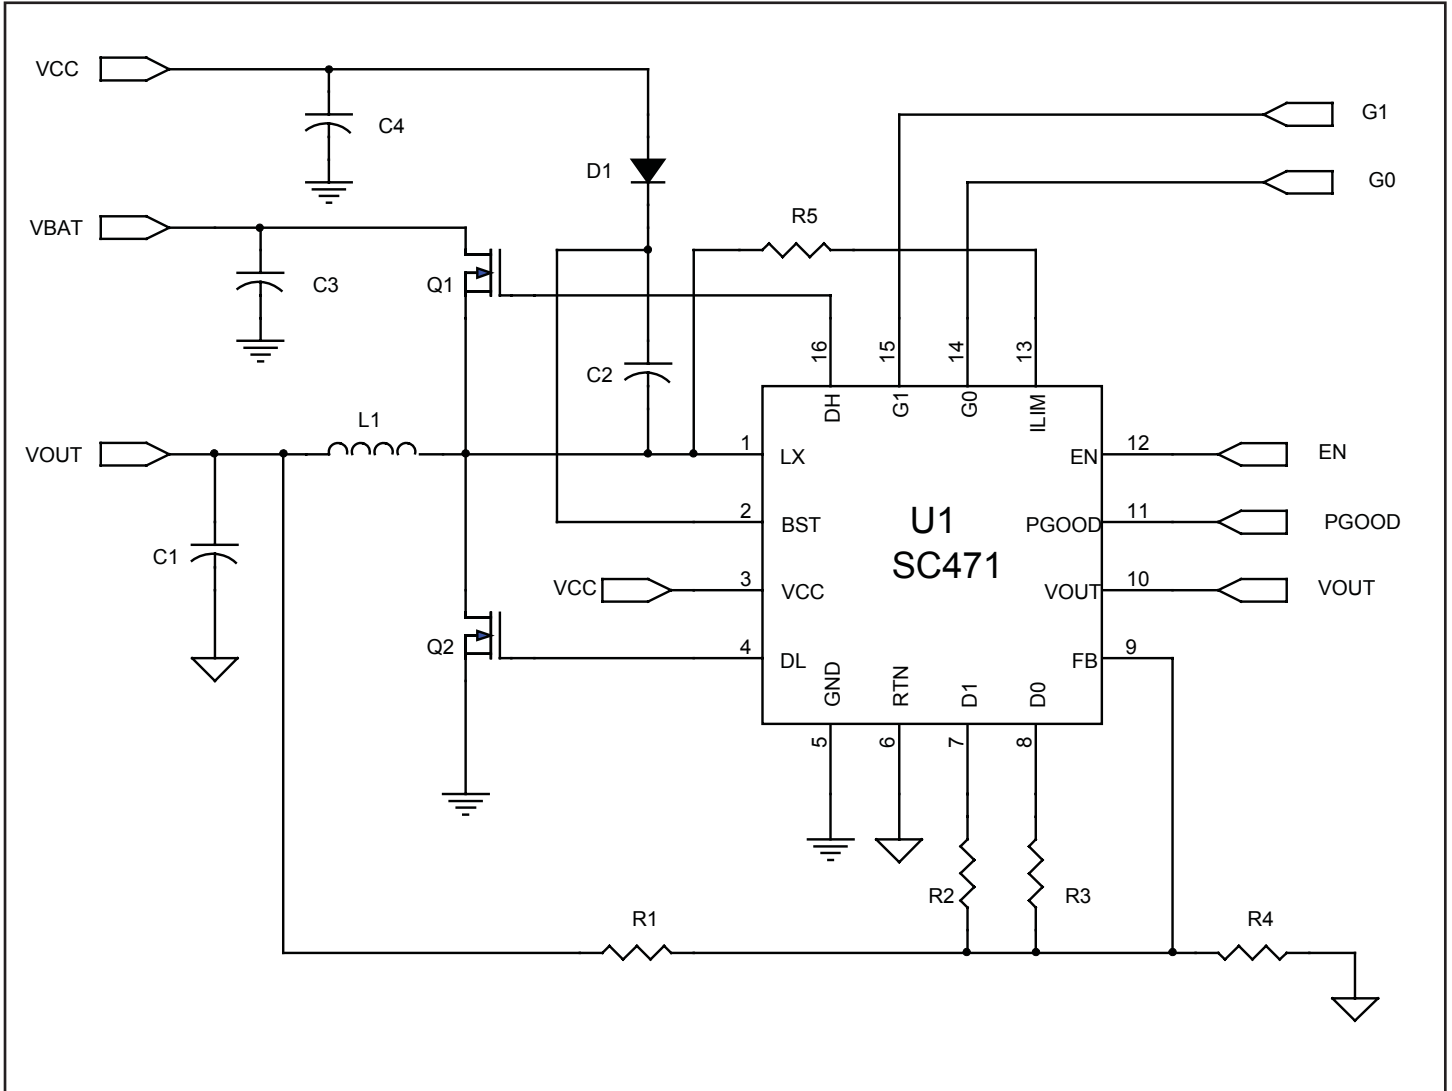 VCC
C4
G1
D1
G0
R5
VBAT
C3
Q1
16
15
14
13
C2
DH
G1
G0
ILIM
L1
VOUT
1
LX
EN
12
EN
2
BST
U1
PGOOD
11
PGOOD
SC471
C1
VCC
3
VCC
VOUT
10
VOUT
Q2
4
DL
FB
9
GND
RTN
D1
D0
5
6
7
8
R2
R3
R1
R4